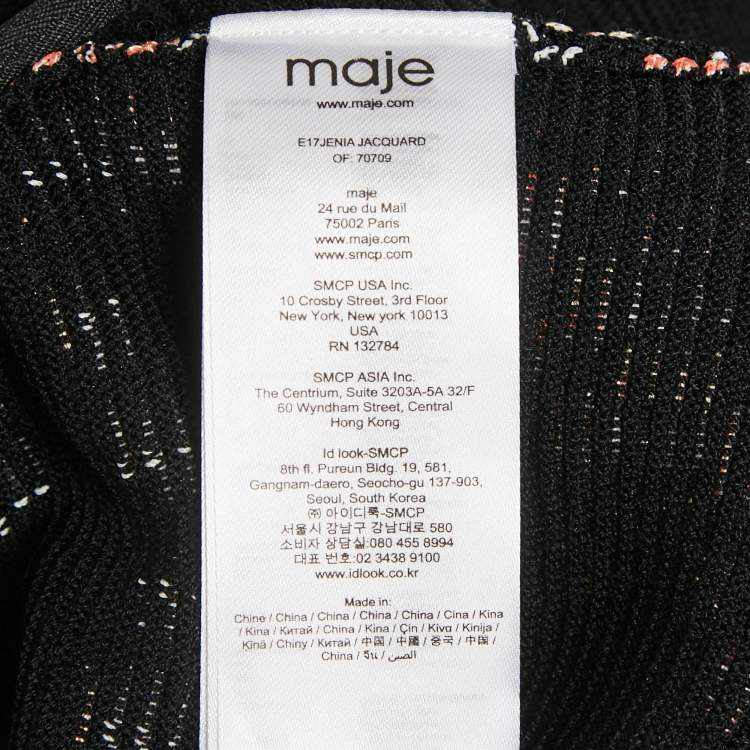 maje
www.maje.com
E17JENIA JACQUARD
OF: 70709
maje
24 rue du Mail
75002 Paris
www.maje.com
www.smcp.com
SMCP USA Inc.
10 Crosby Street, 3rd Floor
New York, New york 10013
USA
RN 132784
SMCP ASIA Inc.
The Centrium, Suite 3203A-5A 32/F
60 Wyndham Street, Central
Hong Kong
Id look-SMCP
8th fl. Pureun Bldg. 19, 581,
Gangnam-daero, Seocho-gu 137-903,
Seoul, South Korea
㈜ 아이디룩-SMCP
서울시 강남구 강남대로 580
소비자 상담실:080 455 8994
대표 번호:02 3438 9100
www.idlook.co.kr
Made in:
Chine / China / China / China / China / Cina / Kina
/ Kina / Китай / China / Kina / Çin / Κίνα / Kinija /
Ķīnā / Chiny / Китай / 中国 / 中國 / 중국 / 中国 /
China / จีน / الصين